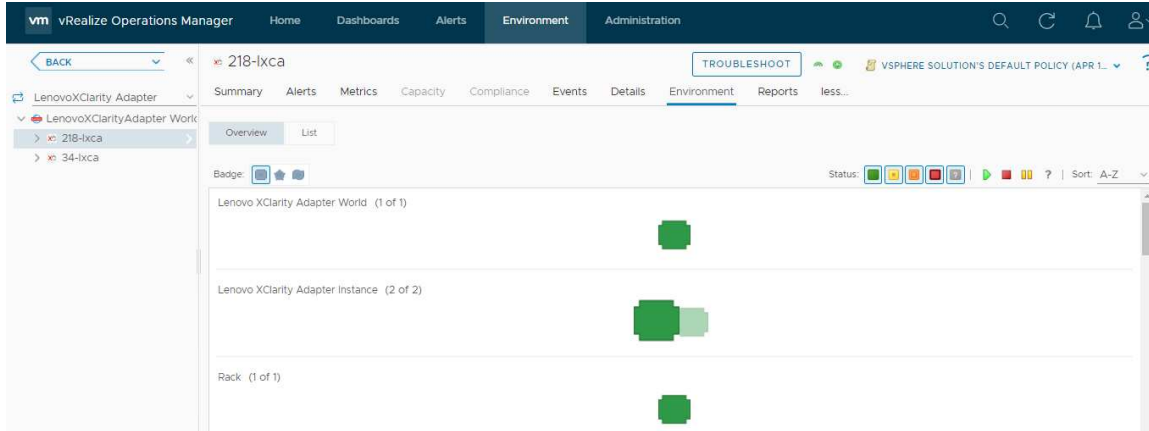 vm vRealize Operations Manager Home Dashboards Alerts Environment Administration
BACK
218-lxca
TROUBLESHOOT
VSPHERE SOLUTION'S DEFAULT POLICY (APR 1...
LenovoXClarity Adapter
Summary Alerts Metrics Capacity Compliance Events Details Environment Reports less...
LenovoXClarityAdapter World
218-lxca
34-lxca
Overview List
Badge: Status: ? ? | Sort: A-Z
Lenovo XClarity Adapter World (1 of 1)
Lenovo XClarity Adapter Instance (2 of 2)
Rack (1 of 1)